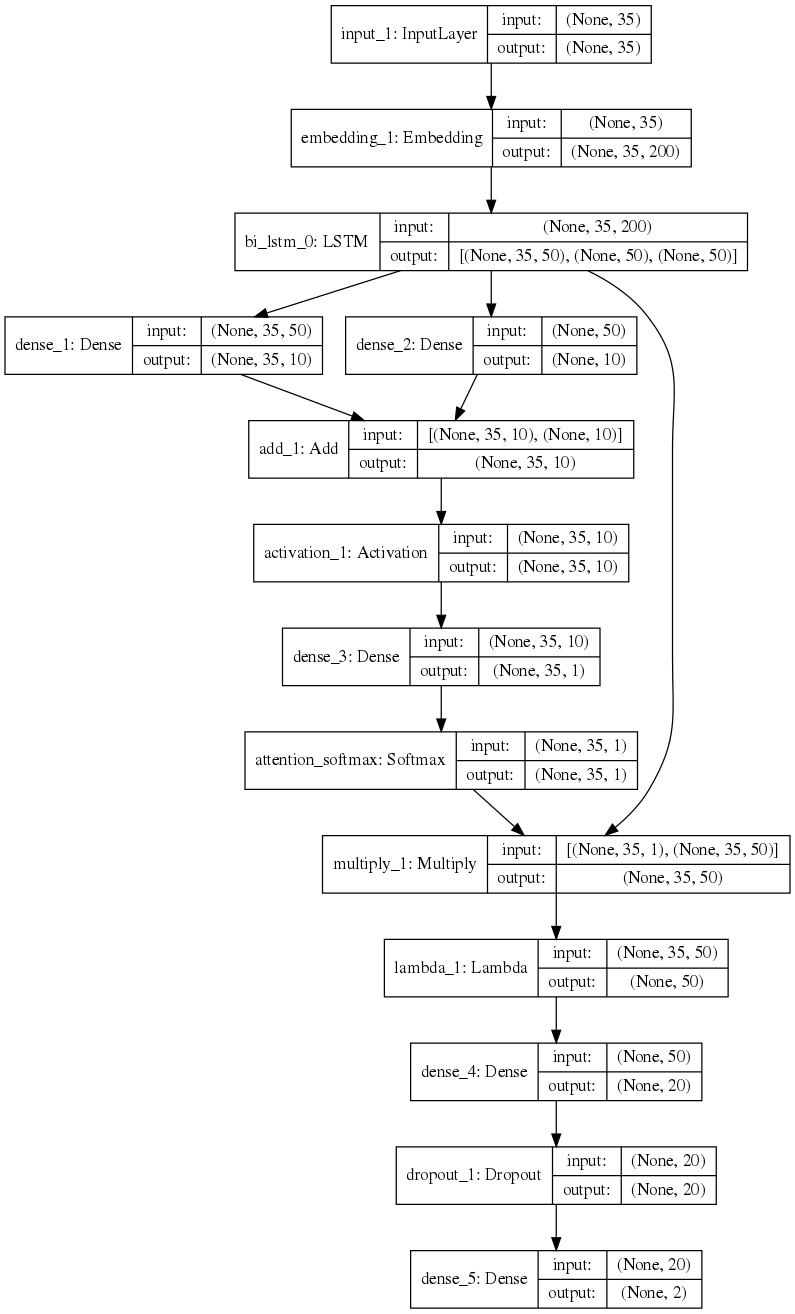 input_1: InputLayer
input: (None, 35)
output: (None, 35)
embedding_1: Embedding
input: (None, 35)
output: (None, 35, 200)
bi_lstm_0: LSTM
input: (None, 35, 200)
output: [(None, 35, 50), (None, 50), (None, 50)]
dense_1: Dense
input: (None, 35, 50)
output: (None, 35, 10)
dense_2: Dense
input: (None, 50)
output: (None, 10)
add_1: Add
input: [(None, 35, 10), (None, 10)]
output: (None, 35, 10)
activation_1: Activation
input: (None, 35, 10)
output: (None, 35, 10)
dense_3: Dense
input: (None, 35, 10)
output: (None, 35, 1)
attention_softmax: Softmax
input: (None, 35, 1)
output: (None, 35, 1)
multiply_1: Multiply
input: [(None, 35, 1), (None, 35, 50)]
output: (None, 35, 50)
lambda_1: Lambda
input: (None, 35, 50)
output: (None, 50)
dense_4: Dense
input: (None, 50)
output: (None, 20)
dropout_1: Dropout
input: (None, 20)
output: (None, 20)
dense_5: Dense
input: (None, 20)
output: (None, 2)